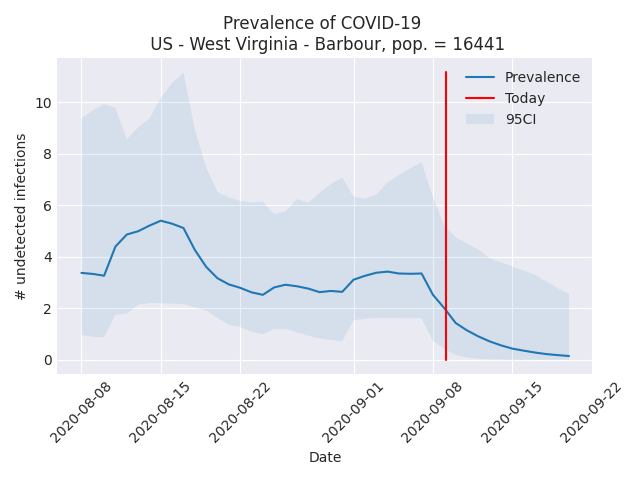 Prevalence of COVID-19
US - West Virginia - Barbour, pop. = 16441
Prevalence
Today
95CI
# undetected infections
10
8
6
4
2
0
2020-08-08
2020-08-15
2020-08-22
2020-09-01
2020-09-08
2020-09-15
2020-09-22
Date